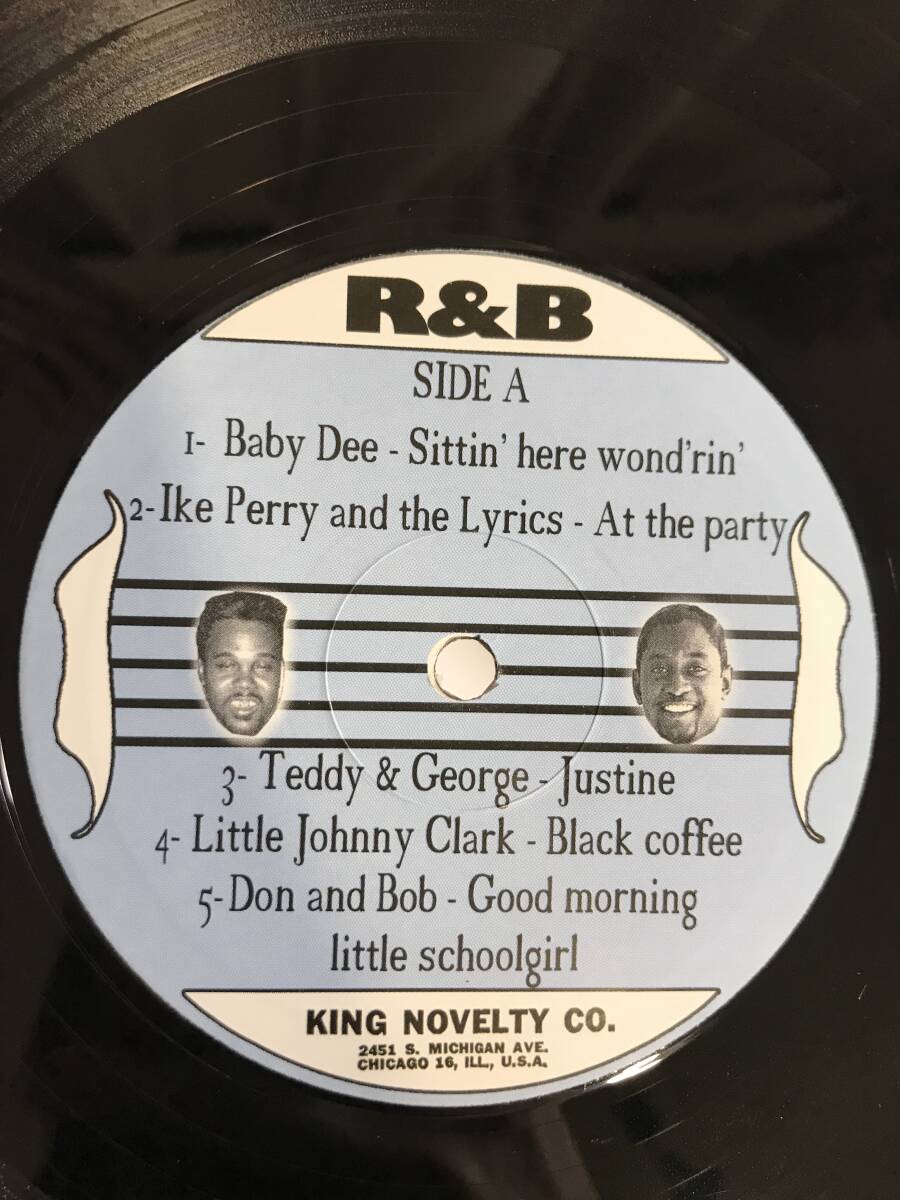 R&B
SIDE A
1- Baby Dee - Sittin' here wond'rin'
2-Ike Perry and the Lyrics - At the party
3- Teddy & George - Justine
4- Little Johnny Clark - Black coffee
5-Don and Bob - Good morning
little schoolgirl
KING NOVELTY CO.
2451 S. MICHIGAN AVE.
CHICAGO 16, ILL., U.S.A.